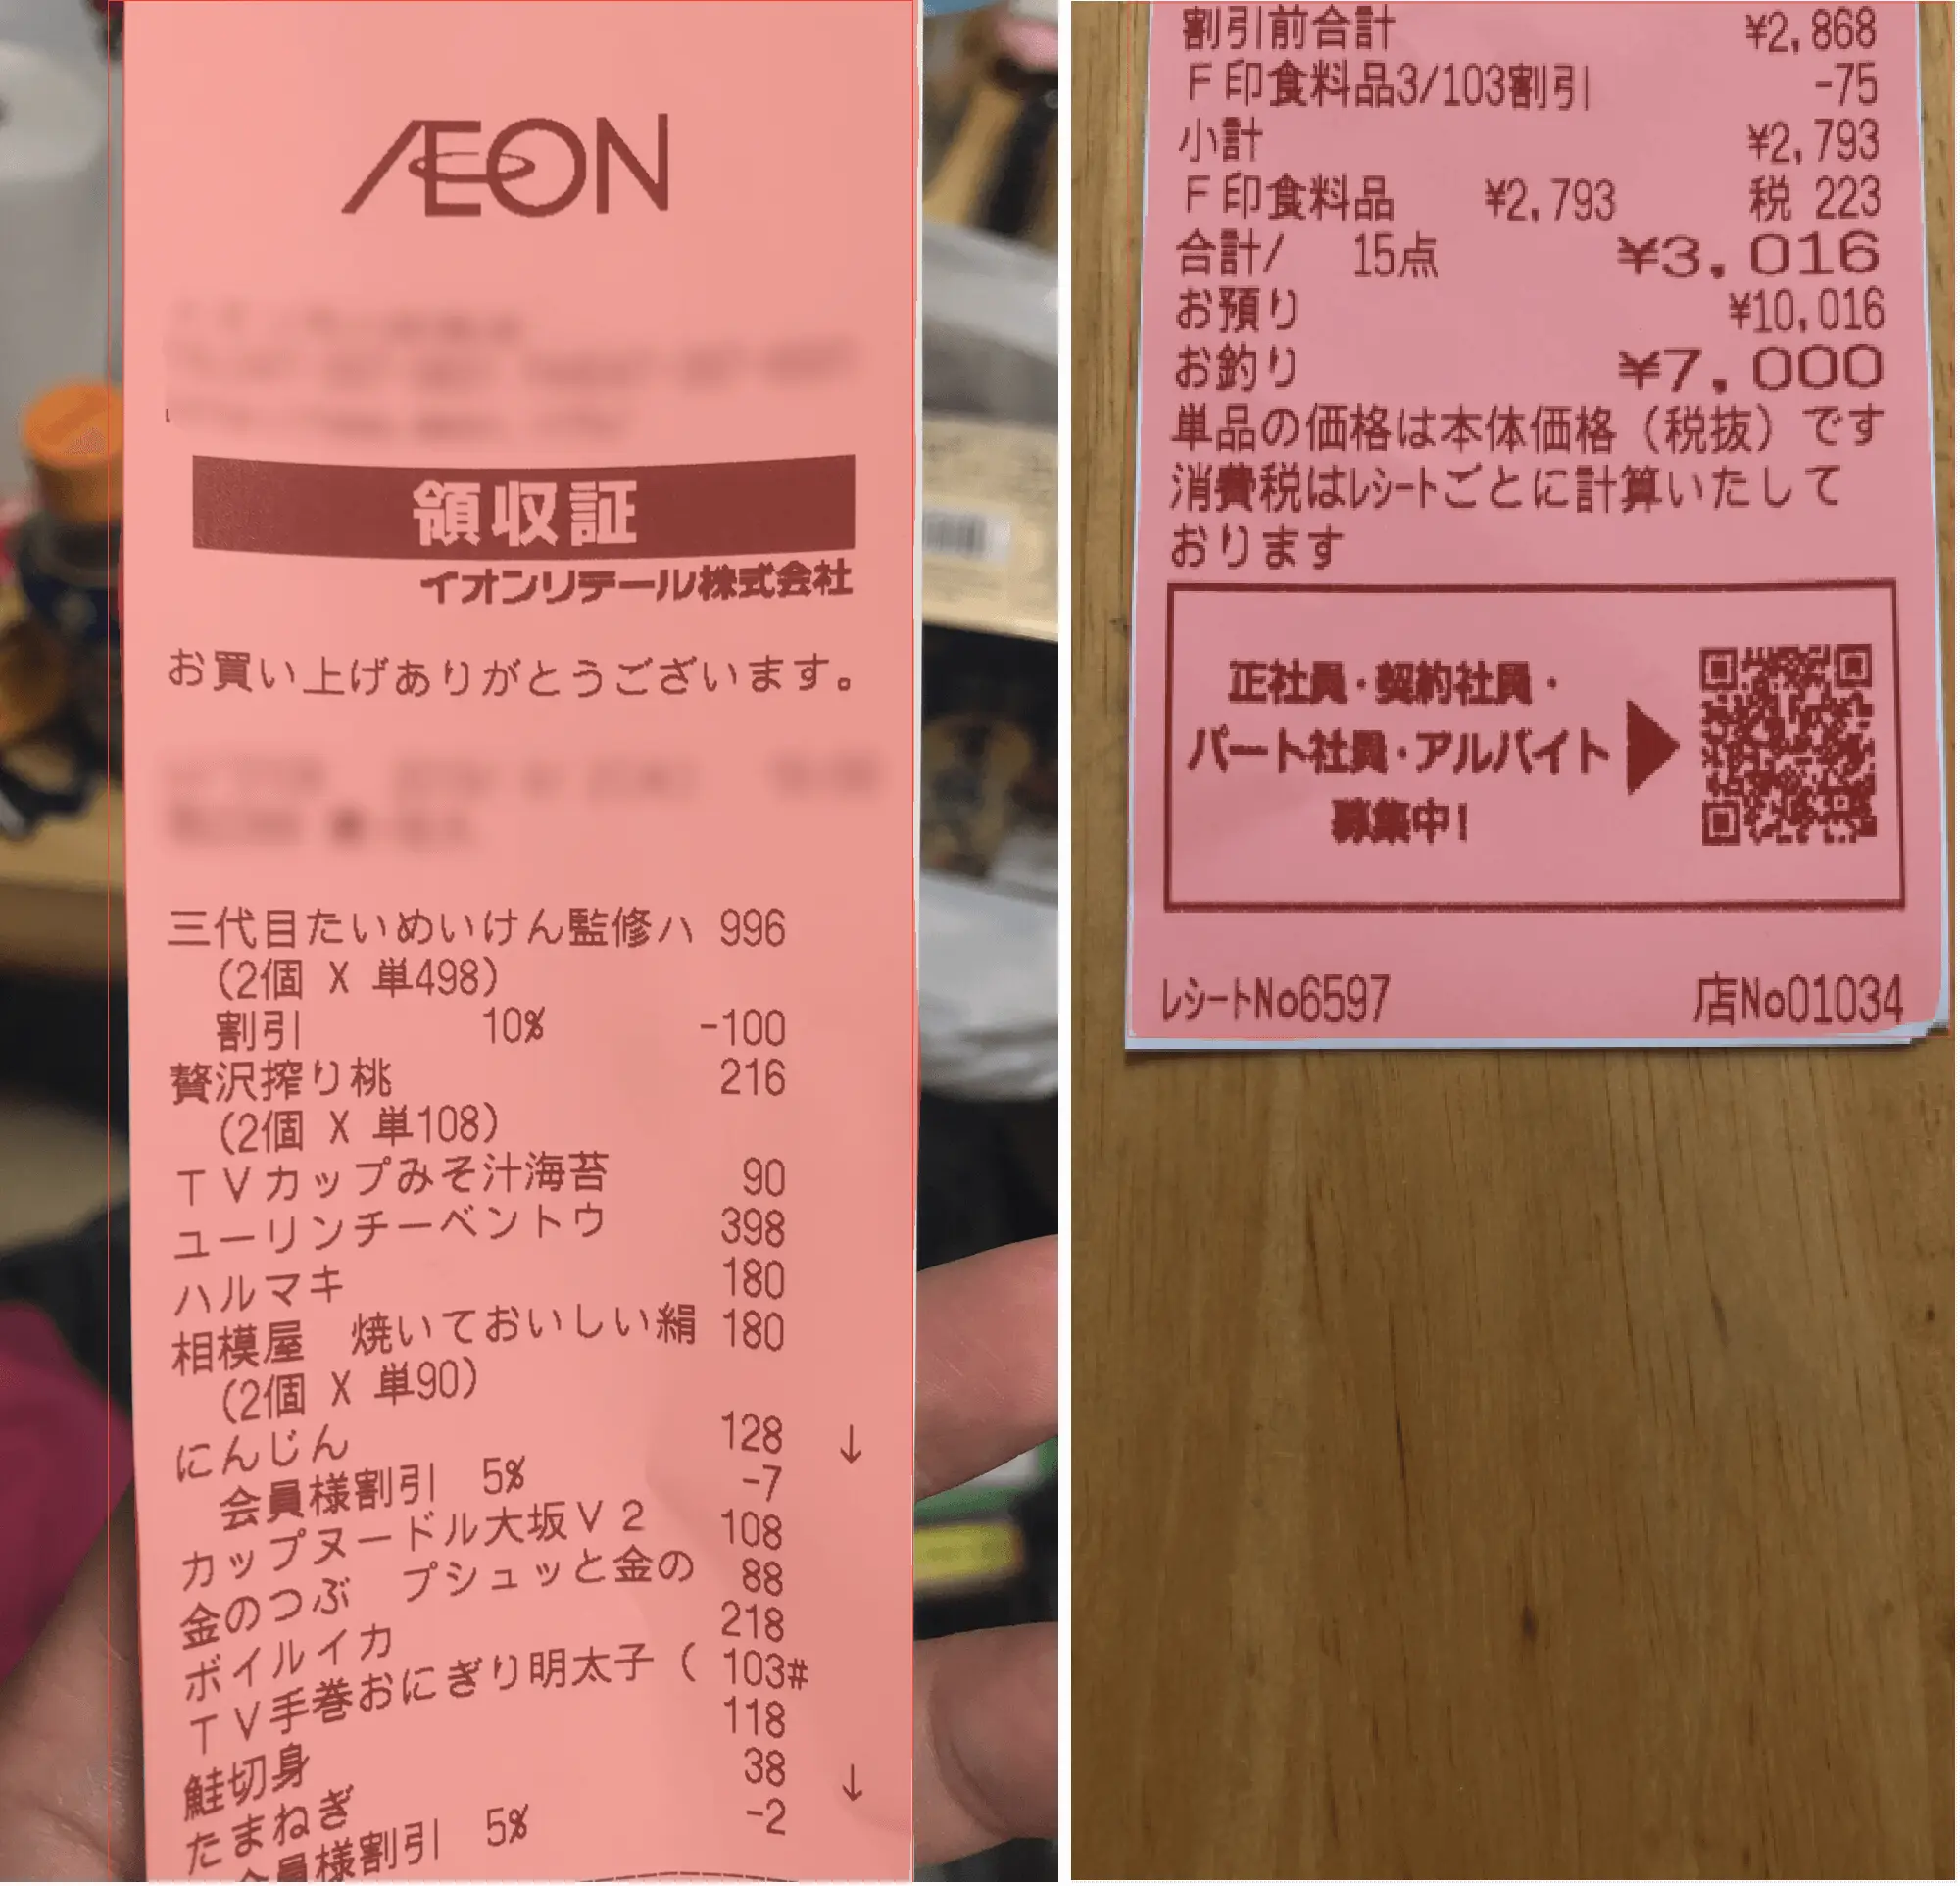 ÆON
領収証
イオンリテール株式会社
お買い上げありがとうございます。
三代目たいめいけん監修ハ 996
(2個 X 単498)
割引 10% -100
贅沢搾り桃 216
(2個 X 単108)
TVカップみそ汁海苔 90
ユーリンチーベントウ 398
ハルマキ 180
相模屋 焼いておいしい絹 180
(2個 X 単90)
にんじん 128 ↓
会員様割引 5% -7
カップヌードル大坂V2 108
金のつぶ プシュッと金の 88
ボイルイカ 218
TV手巻おにぎり明太子( 103#
鮭切身 118
たまねぎ 38 ↓
会員様割引 5% -2
割引前合計 ¥2,868
F印食料品3/103割引 -75
小計 ¥2,793
F印食料品 ¥2,793 税 223
合計/ 15点 ¥3,016
お預り ¥10,016
お釣り ¥7,000
単品の価格は本体価格(税抜)です
消費税はレシートごとに計算いたして
おります
正社員・契約社員・
パート社員・アルバイト
募集中!
レシートNo6597 店No01034